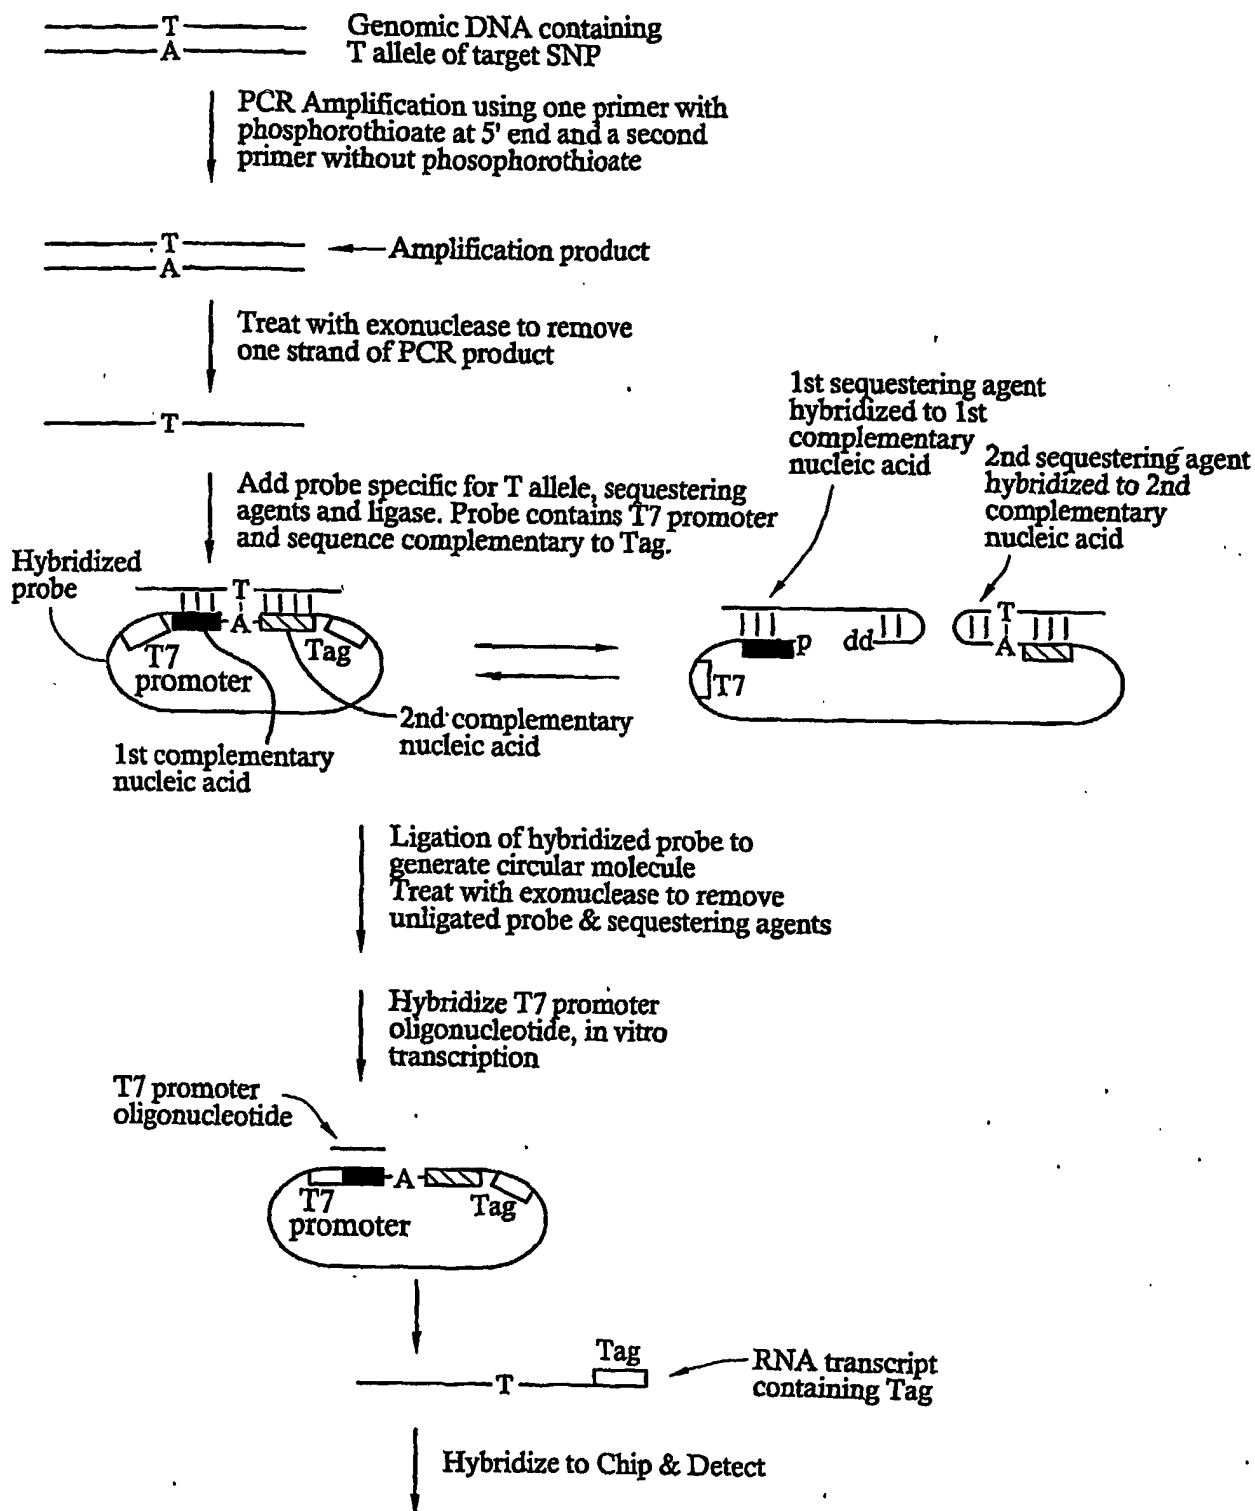 T
A
Genomic DNA containing
T allele of target SNP
PCR Amplification using one primer with
phosphorothioate at 5' end and a second
primer without phosophorothioate
T
A
Amplification product
Treat with exonuclease to remove
one strand of PCR product
T
1st sequestering agent
hybridized to 1st
complementary
nucleic acid
2nd sequestering agent
hybridized to 2nd
complementary
nucleic acid
Add probe specific for T allele, sequestering
agents and ligase. Probe contains T7 promoter
and sequence complementary to Tag.
Hybridized
probe
T
A
T7
promoter
Tag
1st complementary
nucleic acid
2nd complementary
nucleic acid
p
dd
T
A
T7
Ligation of hybridized probe to
generate circular molecule
Treat with exonuclease to remove
unligated probe & sequestering agents
Hybridize T7 promoter
oligonucleotide, in vitro
transcription
T7 promoter
oligonucleotide
A
T7
promoter
Tag
Tag
T
RNA transcript
containing Tag
Hybridize to Chip & Detect